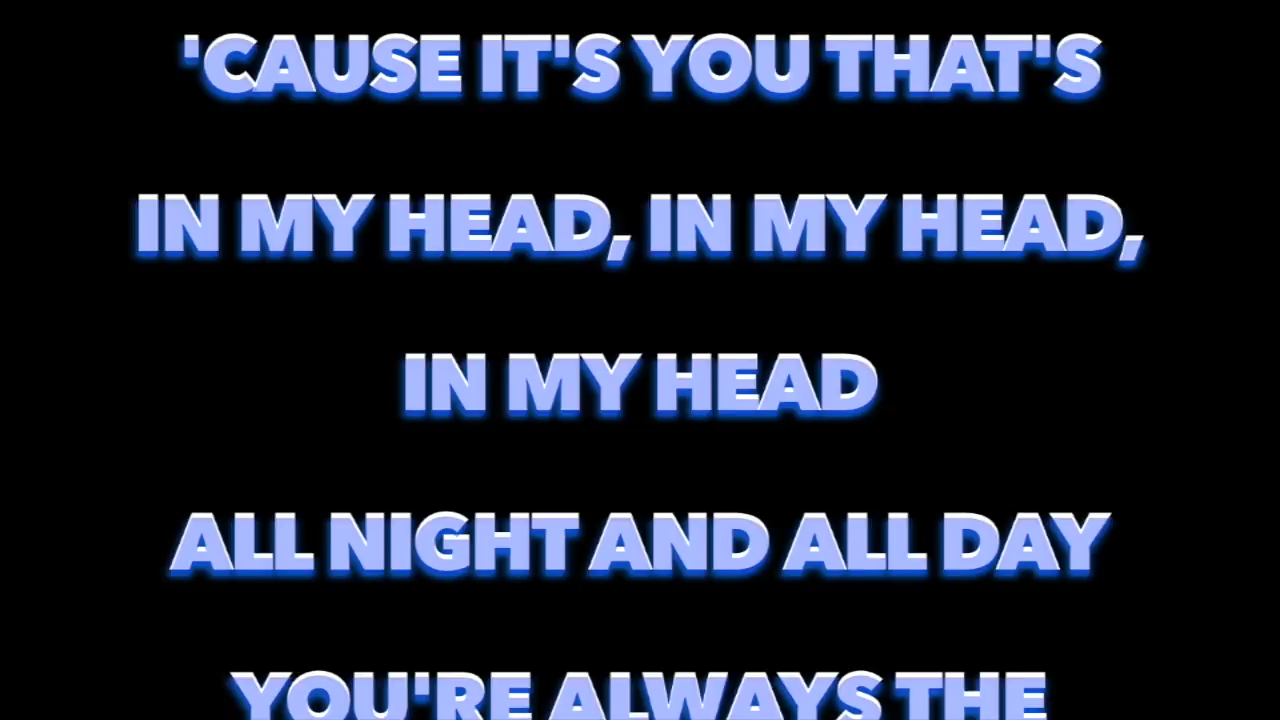 'CAUSE IT'S YOU THAT'S
IN MY HEAD, IN MY HEAD,
IN MY HEAD
ALL NIGHT AND ALL DAY
YOU'RE ALWAYS THE